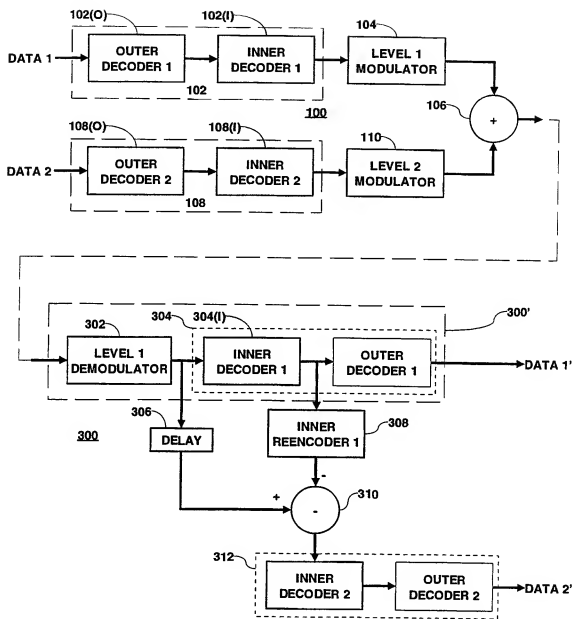 102(O)
102(I)
104
DATA 1
OUTER
DECODER 1
INNER
DECODER 1
LEVEL 1
MODULATOR
102
100
106
+
108(O)
108(I)
110
DATA 2
OUTER
DECODER 2
INNER
DECODER 2
LEVEL 2
MODULATOR
108
302
304
304(I)
300'
LEVEL 1
DEMODULATOR
INNER
DECODER 1
OUTER
DECODER 1
DATA 1'
306
300
DELAY
INNER
REENCODER 1
308
-
+
-
310
312
INNER
DECODER 2
OUTER
DECODER 2
DATA 2'